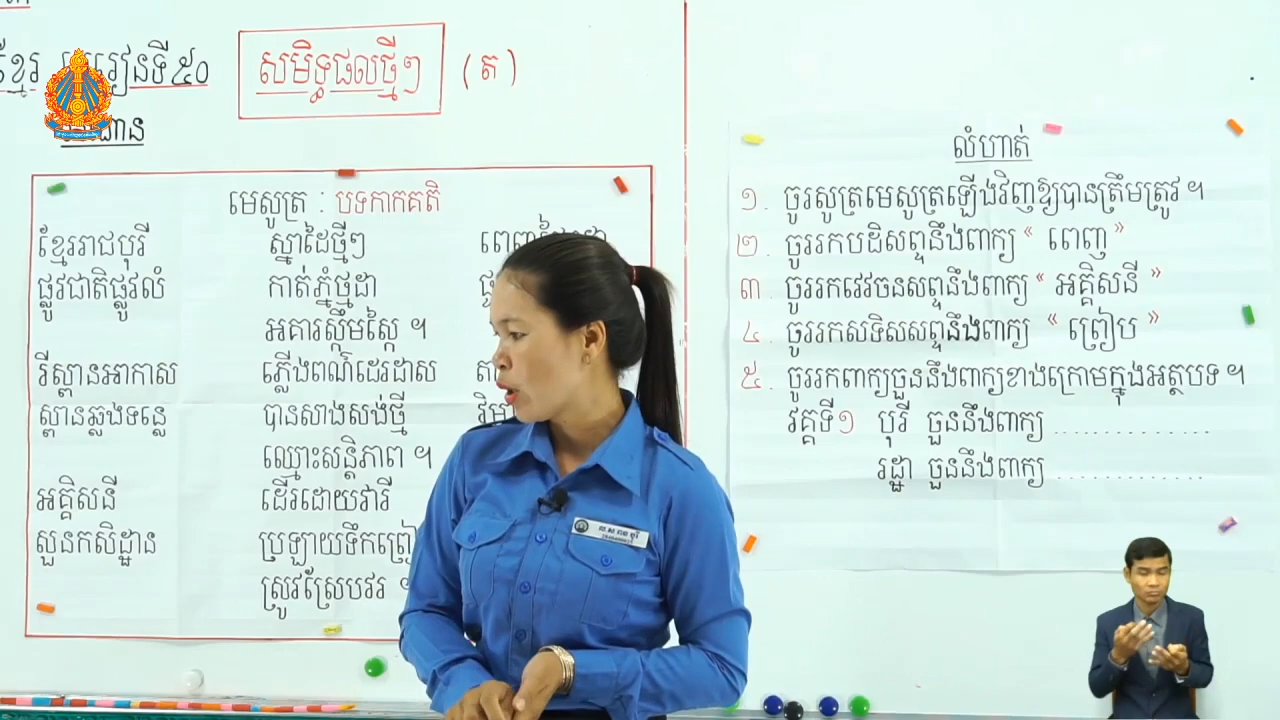 មេរៀនទី៥០ សមិទ្ធផលថ្មីៗ (ត)
មេសូត្រ : បទកាកគតិ
ខ្មែររាជបុរី ស្នាដៃថ្មីៗ ពេញ
ផ្លូវជាតិផ្លូវលំ កាត់ភ្នំថ្មដា
អគារស្កឹមស្កៃ ។
រីស្ពានអាកាស ភ្លើងពណ៌ដេរដាស
ស្ពានឆ្លងទន្លេ បានសាងសង់ថ្មី
ឈ្មោះសន្តិភាព ។
អគ្គិសនី ដើរដោយវារី
សួនកសិដ្ឋាន ប្រឡាយទឹក
ស្រូវស្រែបវរ ។
លំហាត់
១. ចូរសូត្រមេសូត្រឡើងវិញឱ្យបានត្រឹមត្រូវ ។
២. ចូររកបដិសព្ទនឹងពាក្យ “ ពេញ ”
៣. ចូររកវេវចនសព្ទនឹងពាក្យ “ អគ្គិសនី ”
៤. ចូររកសទិសសព្ទនឹងពាក្យ “ ព្រៀប ”
៥. ចូររកពាក្យចួននឹងពាក្យខាងក្រោមក្នុងអត្ថបទ ។
វគ្គទី១ បុរី ចួននឹងពាក្យ ...............
រដ្ឋា ចួននឹងពាក្យ ..............